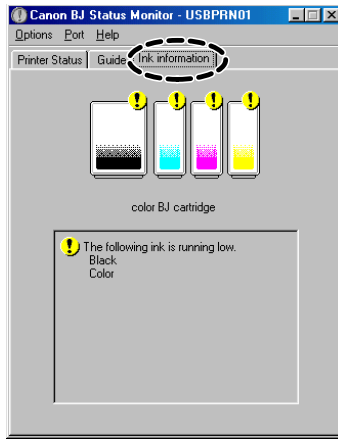 Canon BJ Status Monitor - USBPRN01
Options Port Help
Printer Status Guide Ink information
! ! ! !
color BJ cartridge
! The following ink is running low.
Black
Color